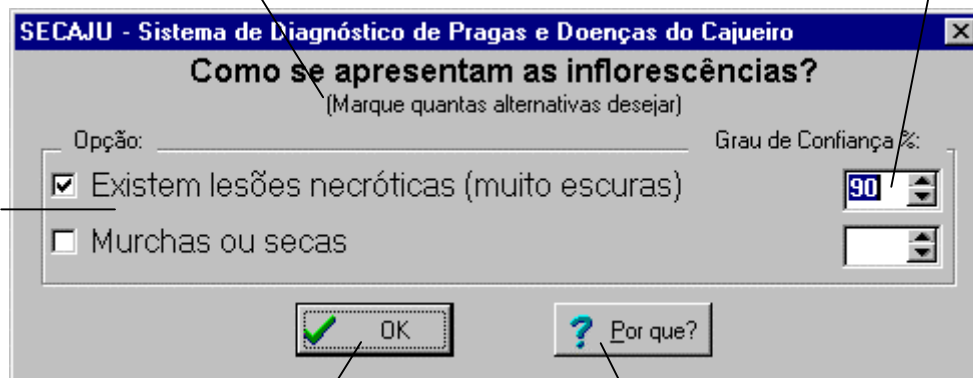 SECAJU - Sistema de Diagnóstico de Pragas e Doenças do Cajueiro
Como se apresentam as inflorescências?
(Marque quantas alternativas desejar)
Opção: Grau de Confiança %:
Existem lesões necróticas (muito escuras) 90
Murchas ou secas
OK Por que?